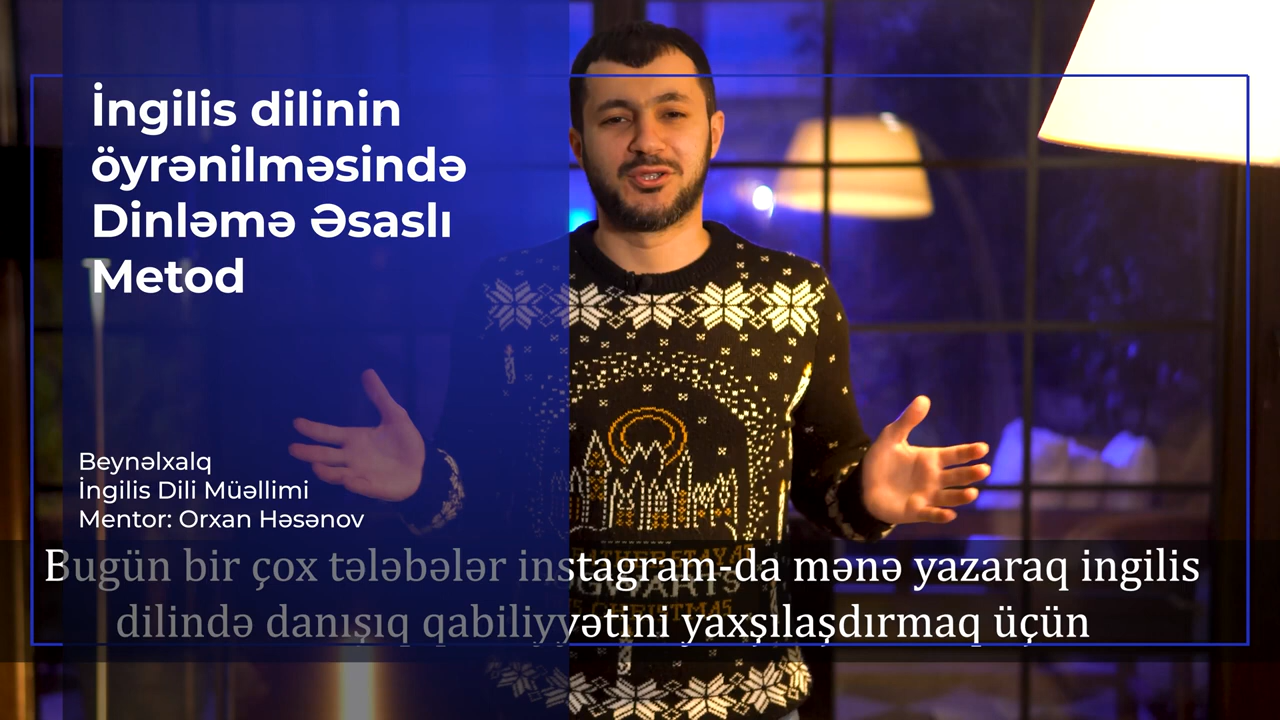 İngilis dilinin
öyrənilməsində
Dinləmə Əsaslı
Metod
Beynəlxalq
İngilis Dili Müəllimi
Mentor: Orxan Həsənov
Bugün bir çox tələbələr instagram-da mənə yazaraq ingilis
dilində danışıq qabiliyyətini yaxşılaşdırmaq üçün